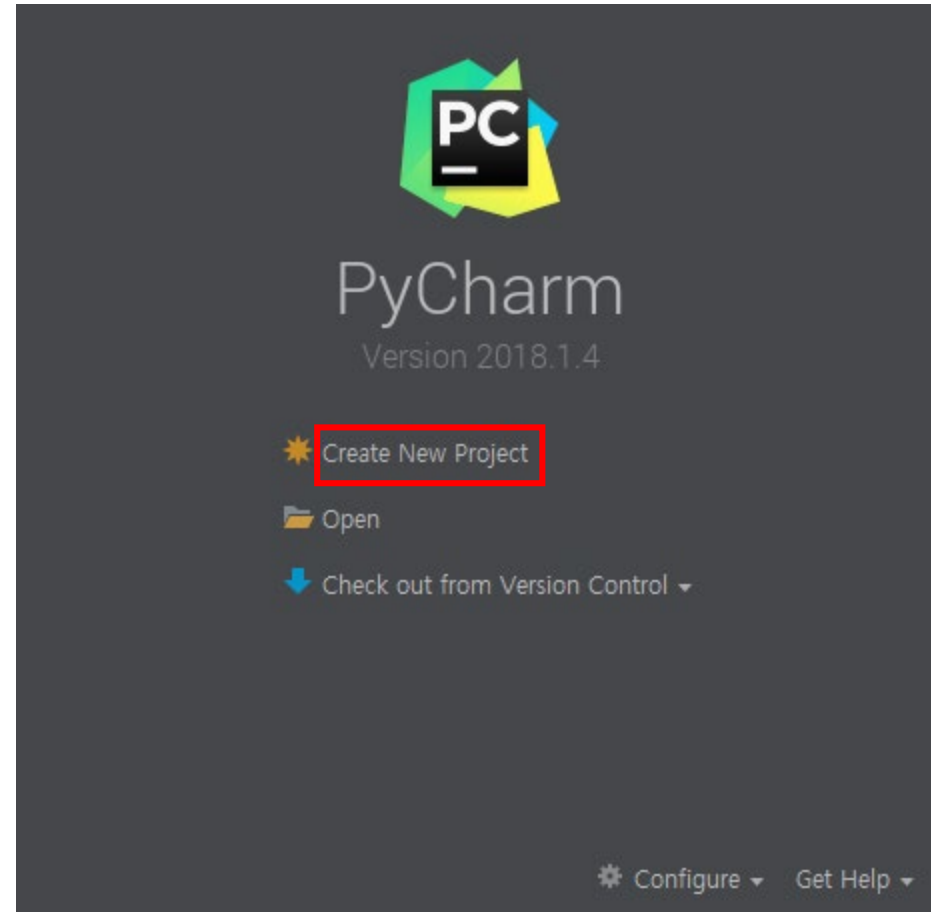 PC
PyCharm
Version 2018.1.4
Create New Project
Open
Check out from Version Control
Configure
Get Help